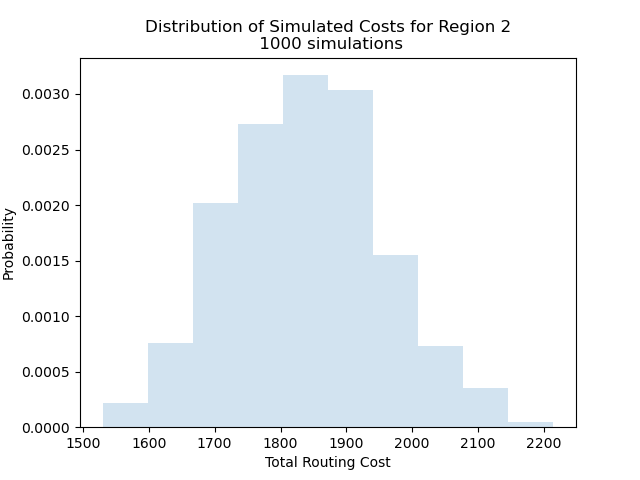 Distribution of Simulated Costs for Region 2
1000 simulations
0.0030
0.0025
0.0020
0.0015
0.0010
0.0005
0.0000
Probability
1500 1600 1700 1800 1900 2000 2100 2200
Total Routing Cost